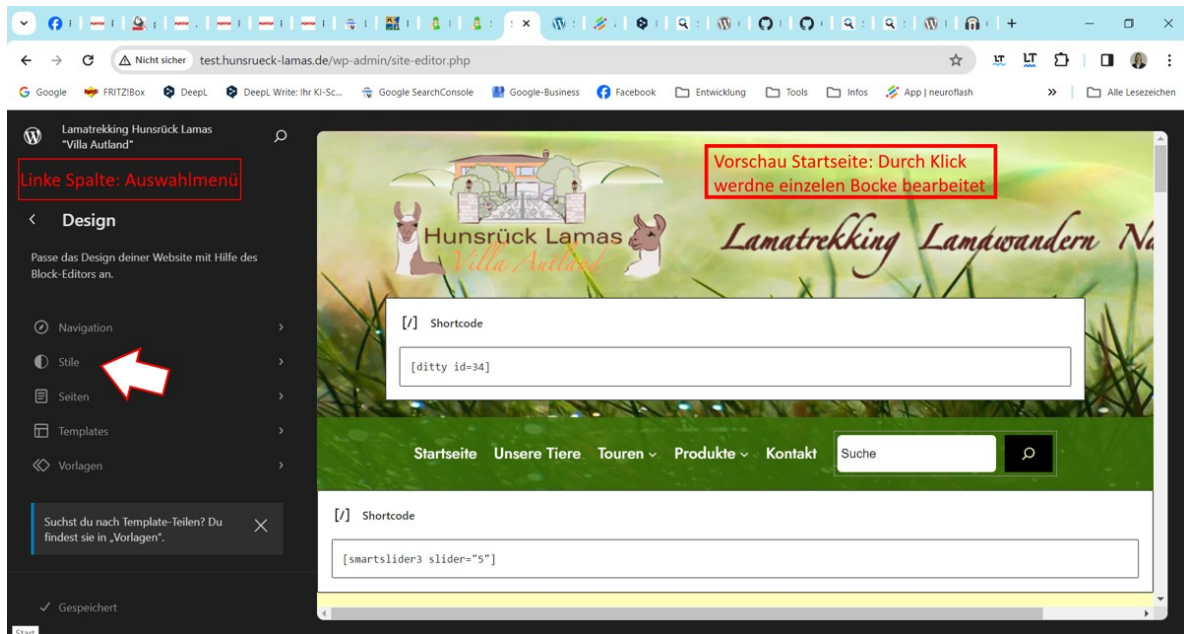 Nicht sicher
test.hunsrueck-lamas.de/wp-admin/site-editor.php
Google
FRITZ!Box
DeepL
DeepL Write: Ihr KI-Sc...
Google SearchConsole
Google-Business
Facebook
Entwicklung
Tools
Infos
App | neuroflash
Alle Lesezeichen
Lamatrekking Hunsrück Lamas
"Villa Autland"
Linke Spalte: Auswahlmenü
Design
Passe das Design deiner Website mit Hilfe des
Block-Editors an.
Navigation
Stile
Seiten
Templates
Vorlagen
Suchst du nach Template-Teilen? Du
findest sie in „Vorlagen“.
Gespeichert
Start
Vorschau Startseite: Durch Klick
werdne einzelen Bocke bearbeitet
Hunsrück Lamas
Villa Autland
Lamatrekking Lamawandern Na
[/] Shortcode
[ditty id=34]
Startseite Unsere Tiere Touren Produkte Kontakt Suche
[/] Shortcode
[smartslider3 slider="5"]